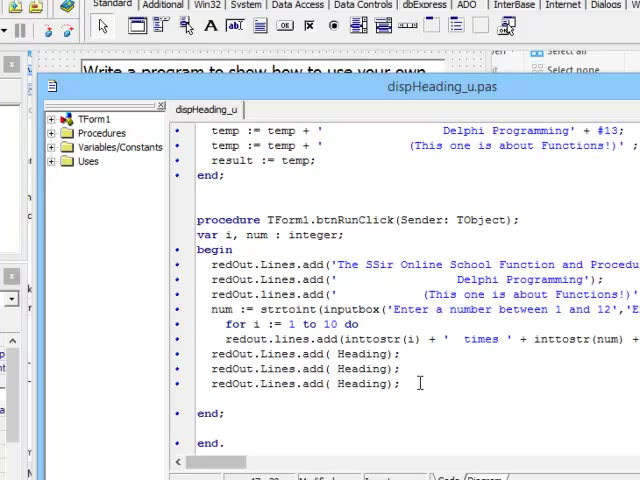 Standard Additional Win32 System Data Access dbExpress ADO InterBase Internet Dialogs
Write a program to show how to use your own
Select all
Select none
dispHeading_u.pas
dispHeading_u
TForm1
Procedures
Variables/Constants
Uses
temp := temp + ' Delphi Programming' + #13;
temp := temp + ' (This one is about Functions!)' ;
result := temp;
end;
procedure TForm1.btnRunClick(Sender: TObject);
var i, num : integer;
begin
redOut.Lines.add('The SSir Online School Function and Procedu
redOut.Lines.add(' Delphi Programming');
redout.lines.add(' (This one is about Functions!)'
num := strtoint(inputbox('Enter a number between 1 and 12','E
for i := 1 to 10 do
redout.lines.add(inttostr(i) + ' times ' + inttostr(num) +
redOut.Lines.add( Heading);
redOut.Lines.add( Heading);
redOut.Lines.add( Heading);
end;
end.
Code Diagram